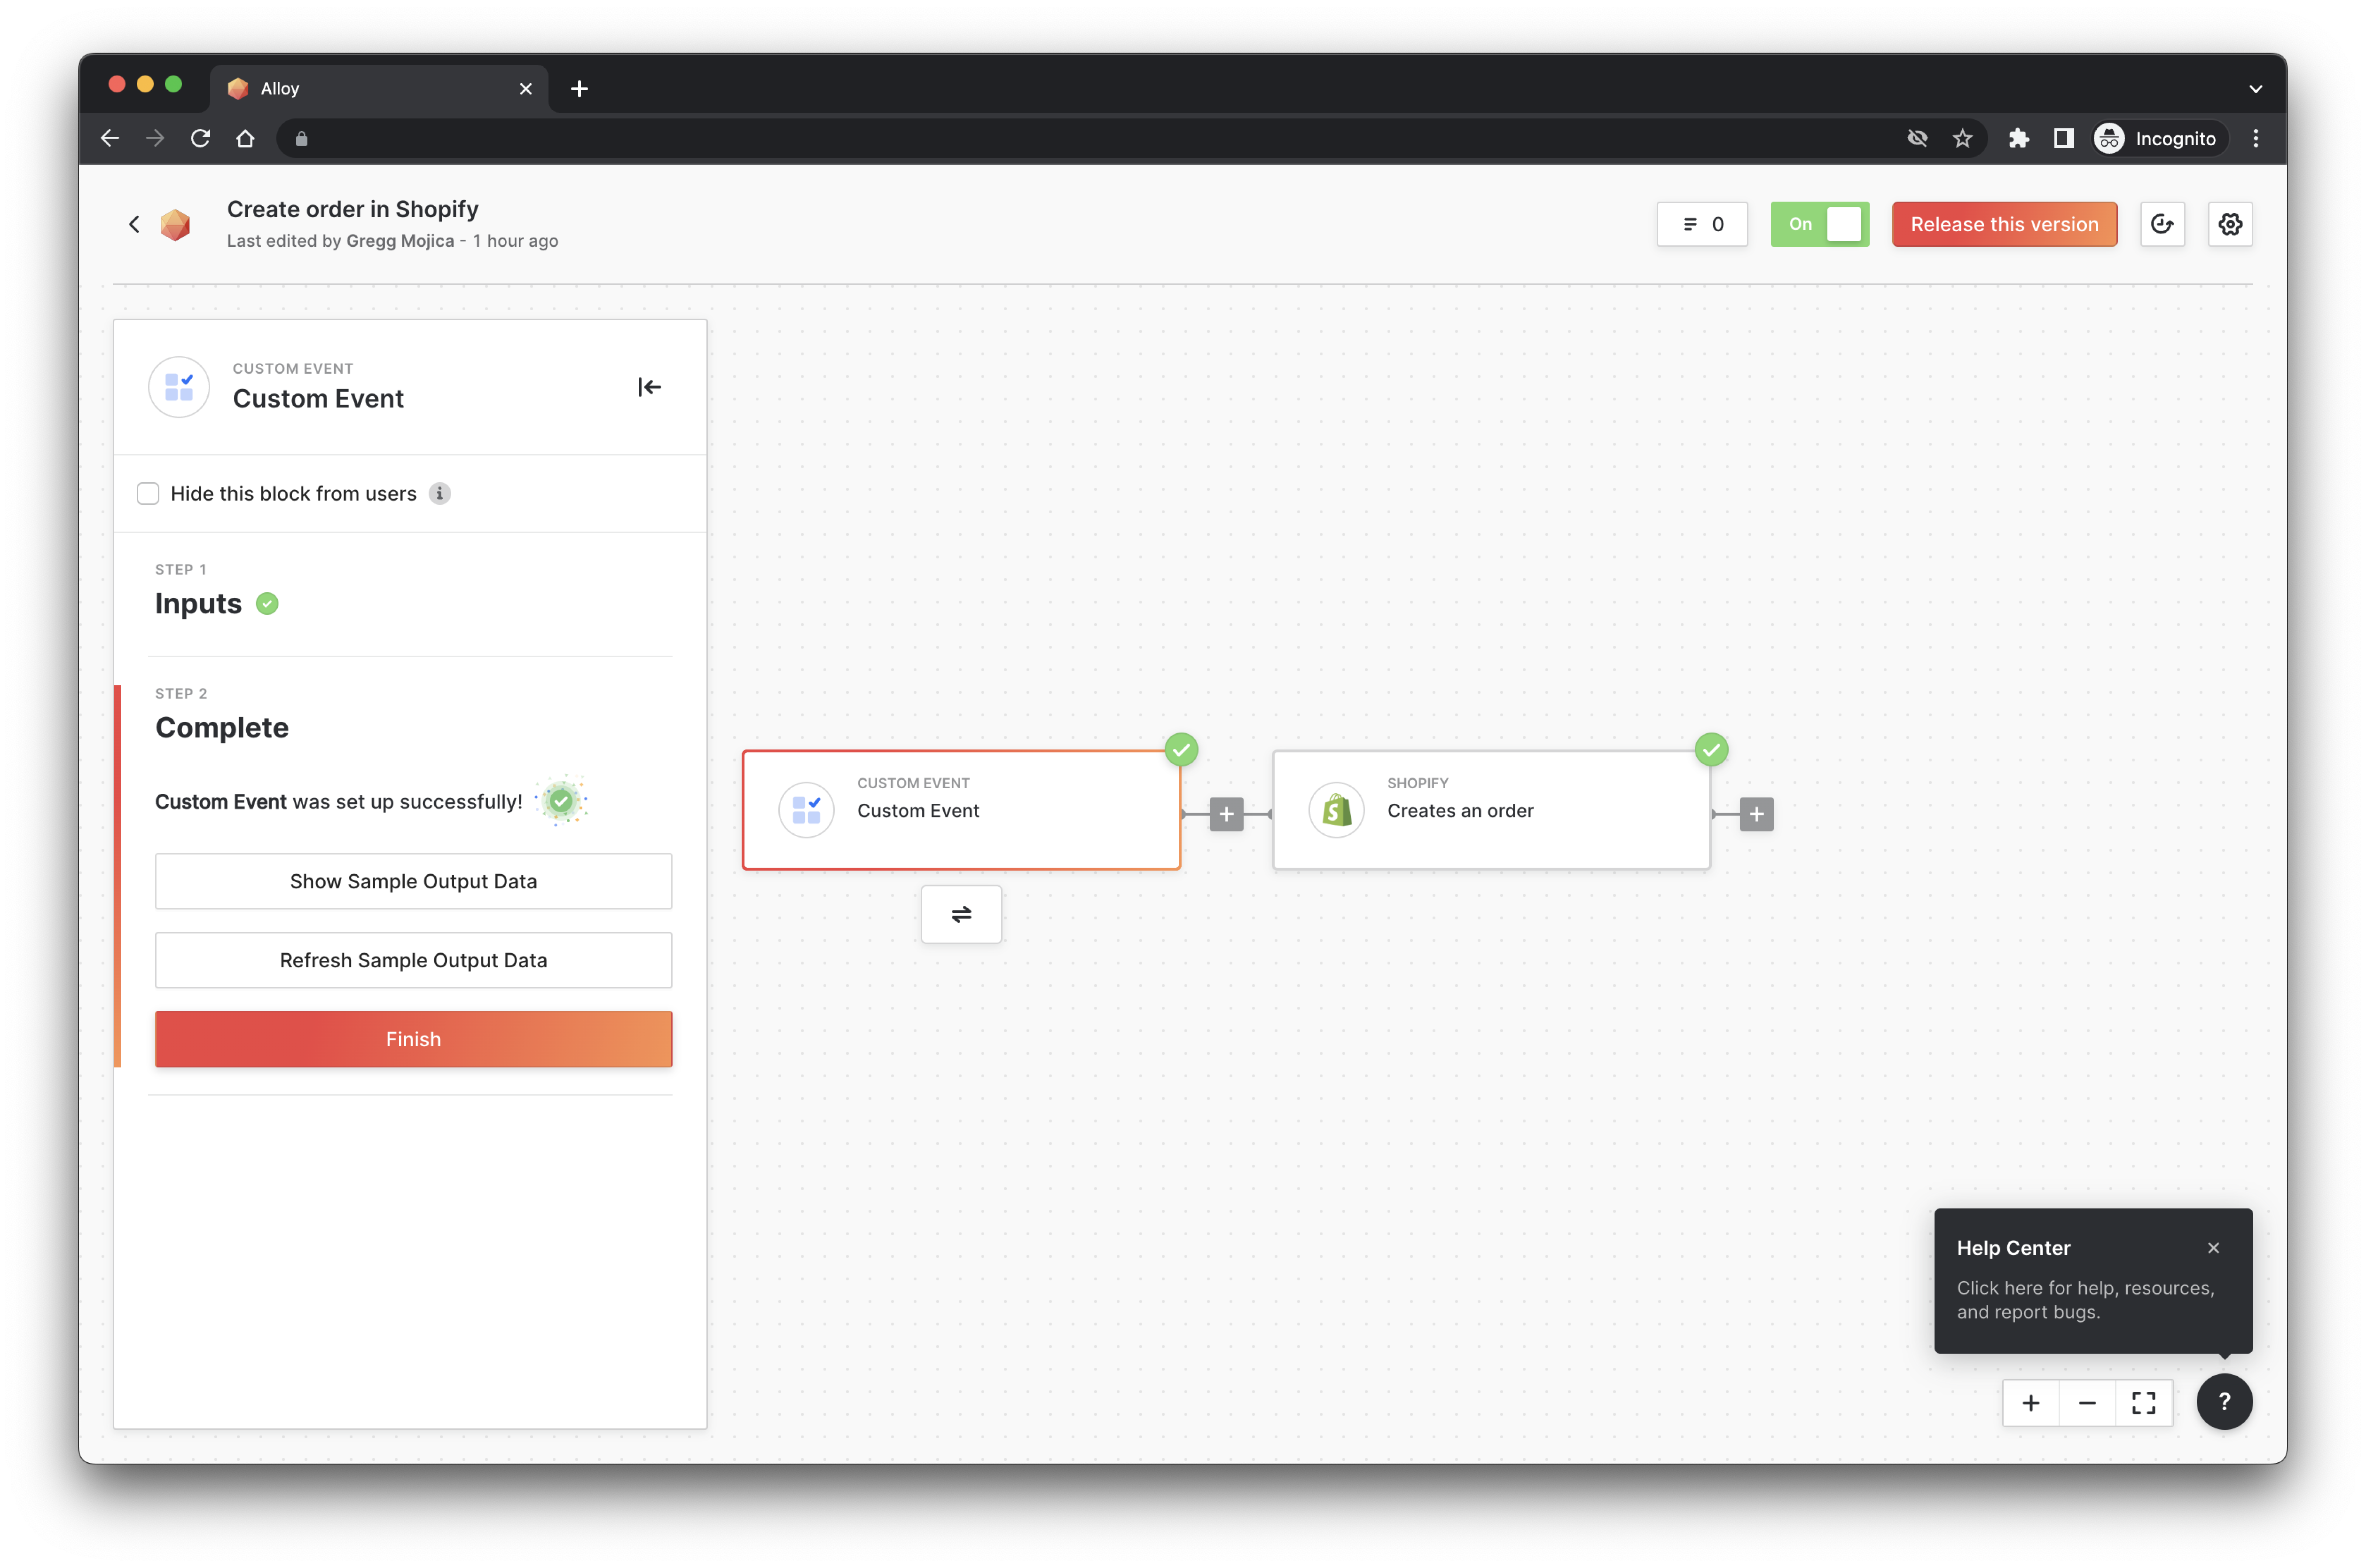 Alloy
Incognito
Create order in Shopify
Last edited by Gregg Mojica - 1 hour ago
0
On
Release this version
CUSTOM EVENT
Custom Event
Hide this block from users
STEP 1
Inputs
STEP 2
Complete
Custom Event was set up successfully!
Show Sample Output Data
Refresh Sample Output Data
Finish
CUSTOM EVENT
Custom Event
SHOPIFY
Creates an order
Help Center
Click here for help, resources,
and report bugs.
?